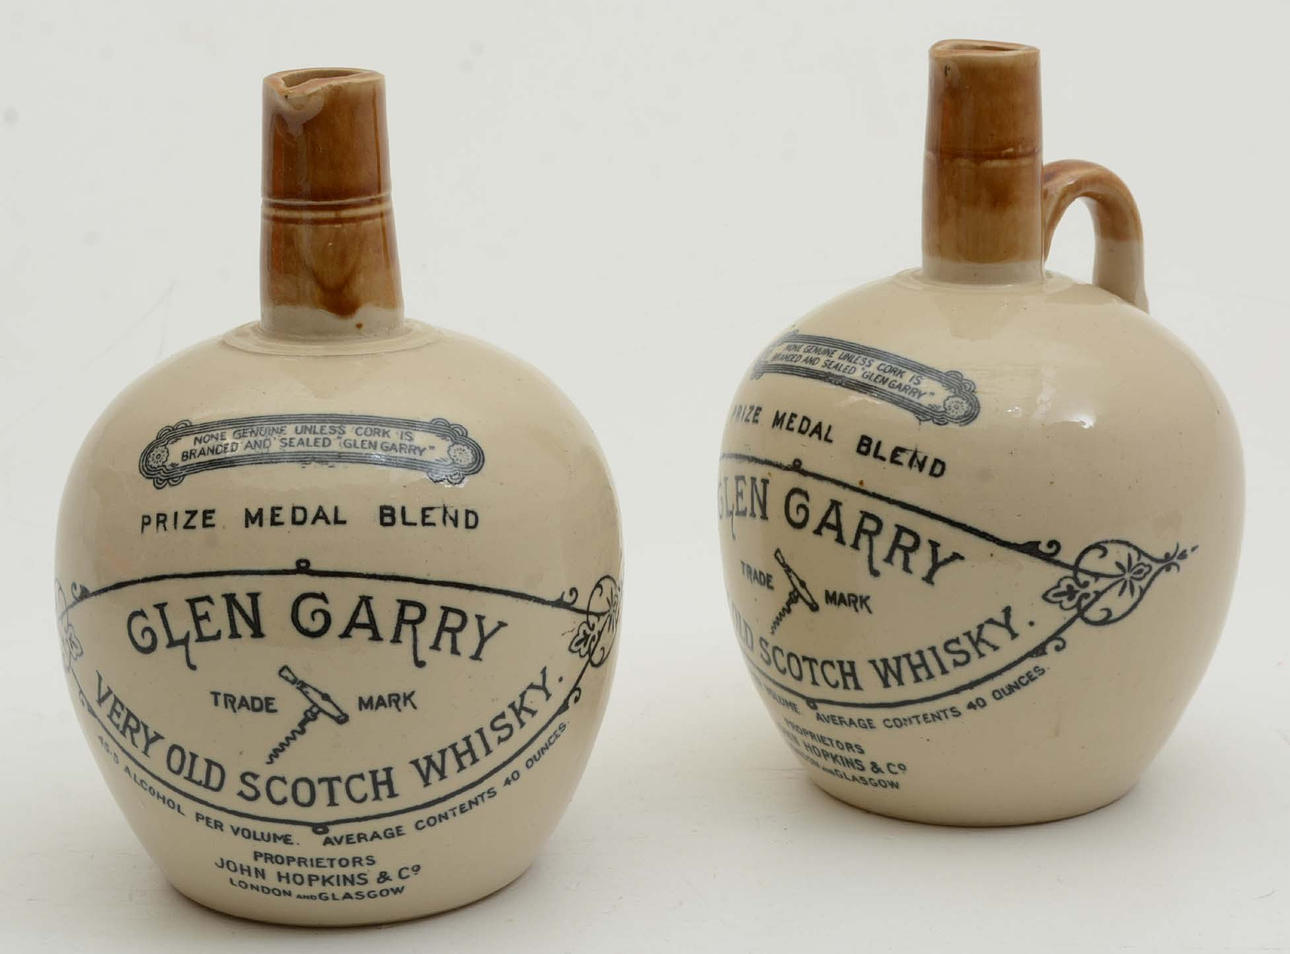 NONE GENUINE UNLESS CORK IS
BRANDED AND SEALED "GLEN GARRY"
PRIZE MEDAL BLEND
GLEN GARRY
TRADE MARK
VERY OLD SCOTCH WHISKY.
ALCOHOL PER VOLUME. AVERAGE CONTENTS 40 OUNCES.
PROPRIETORS
JOHN HOPKINS & Cº
LONDON AND GLASGOW
NONE GENUINE UNLESS CORK IS
BRANDED AND SEALED "GLEN GARRY"
PRIZE MEDAL BLEND
GLEN GARRY
TRADE MARK
OLD SCOTCH WHISKY.
VOLUME. AVERAGE CONTENTS 40 OUNCES.
PROPRIETORS
HOPKINS & Cº
AND GLASGOW